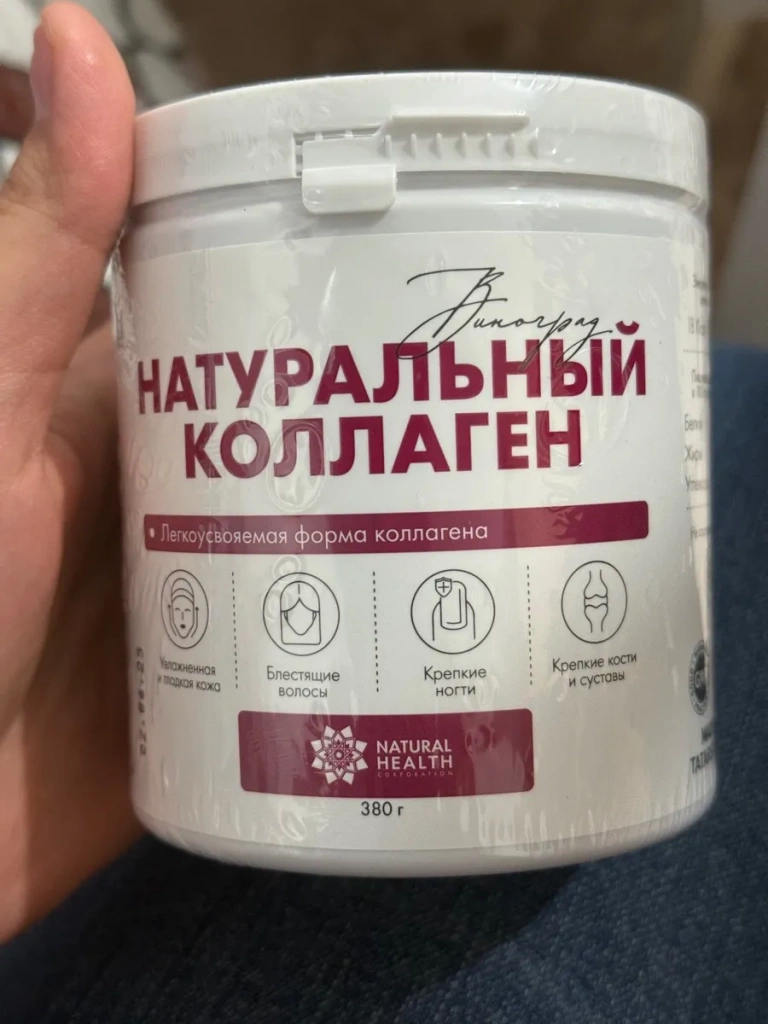 Виноград
НАТУРАЛЬНЫЙ
КОЛЛАГЕН
• Легкоусвояемая форма коллагена
Увлажненная
и гладкая кожа
Блестящие
волосы
Крепкие
ногти
Крепкие кости
и суставы
NATURAL
HEALTH
CORPORATION
380 г